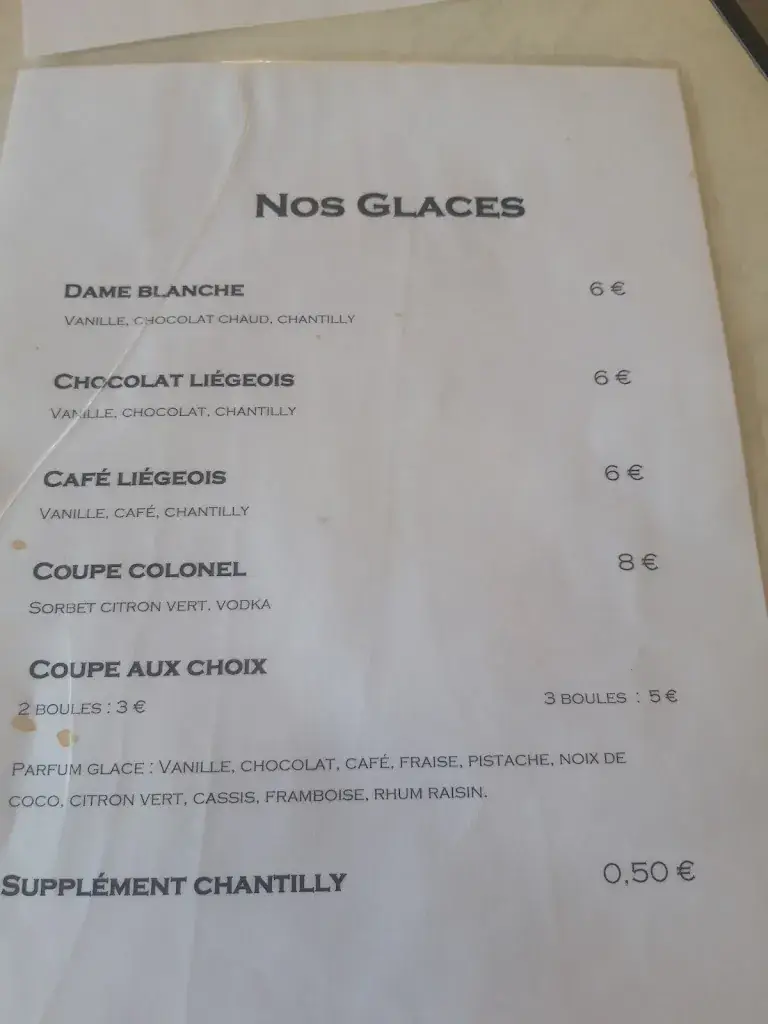 Nos Glaces
Dame blanche 6 €
Vanille, chocolat chaud, chantilly
Chocolat liégeois 6 €
Vanille, chocolat, chantilly
Café liégeois 6 €
Vanille, café, chantilly
Coupe colonel 8 €
Sorbet citron vert, vodka
Coupe aux choix
2 boules : 3 € 3 boules : 5 €
Parfum glace : Vanille, chocolat, café, fraise, pistache, noix de
coco, citron vert, cassis, framboise, rhum raisin.
Supplément chantilly 0,50 €